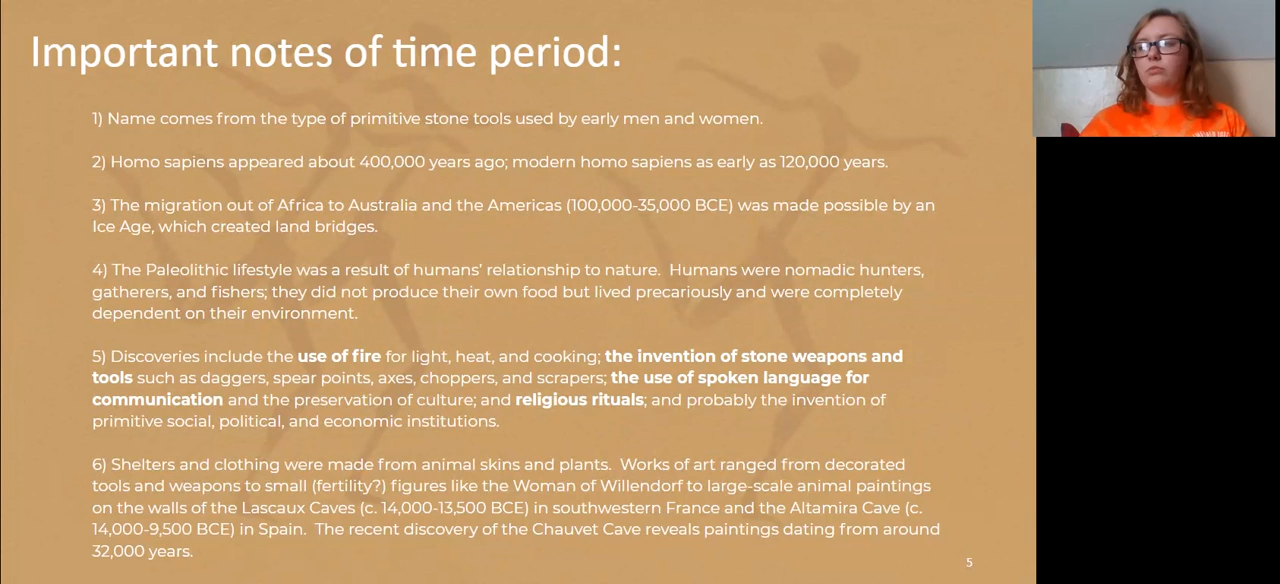 Important notes of time period:
1) Name comes from the type of primitive stone tools used by early men and women.
2) Homo sapiens appeared about 400,000 years ago; modern homo sapiens as early as 120,000 years.
3) The migration out of Africa to Australia and the Americas (100,000-35,000 BCE) was made possible by an
Ice Age, which created land bridges.
4) The Paleolithic lifestyle was a result of humans’ relationship to nature.  Humans were nomadic hunters,
gatherers, and fishers; they did not produce their own food but lived precariously and were completely
dependent on their environment.
5) Discoveries include the use of fire for light, heat, and cooking; the invention of stone weapons and
tools such as daggers, spear points, axes, choppers, and scrapers; the use of spoken language for
communication and the preservation of culture; and religious rituals; and probably the invention of
primitive social, political, and economic institutions.
6) Shelters and clothing were made from animal skins and plants.  Works of art ranged from decorated
tools and weapons to small (fertility?) figures like the Woman of Willendorf to large-scale animal paintings
on the walls of the Lascaux Caves (c. 14,000-13,500 BCE) in southwestern France and the Altamira Cave (c.
14,000-9,500 BCE) in Spain.  The recent discovery of the Chauvet Cave reveals paintings dating from around
32,000 years.
5